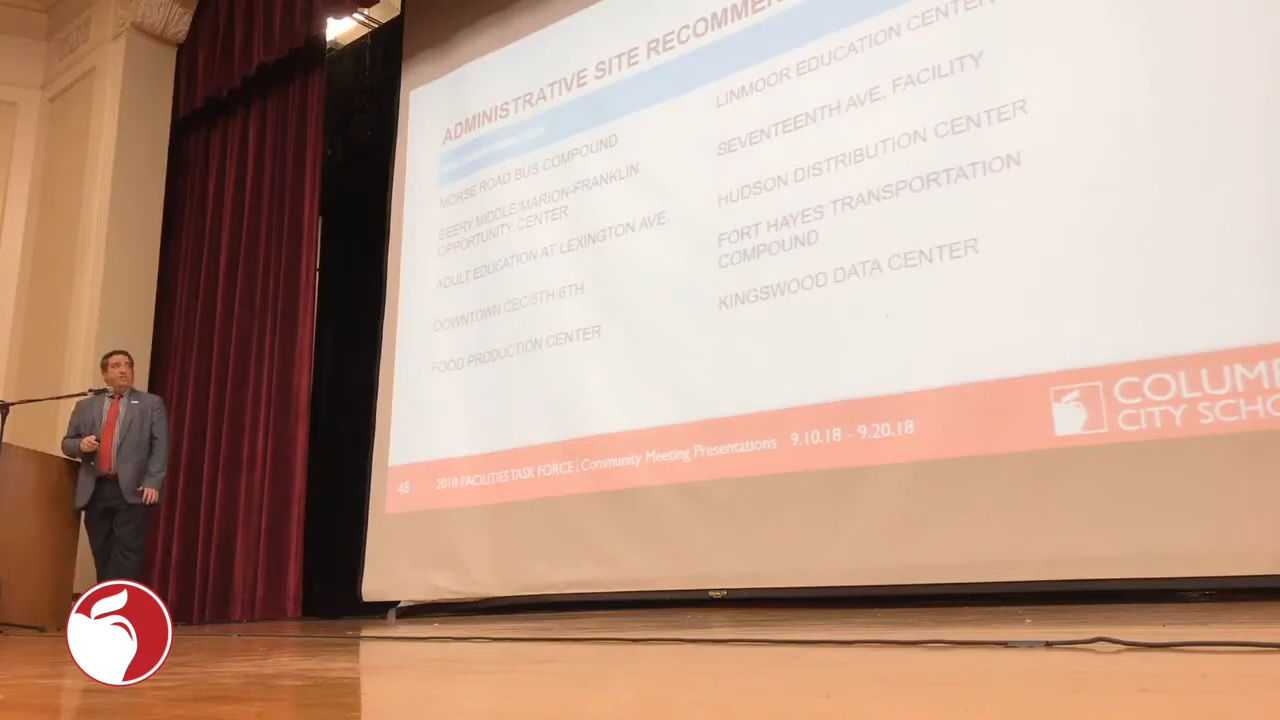 ADMINISTRATIVE SITE RECOMMEN
MORSE ROAD BUS COMPOUND
BEERY MIDDLE/MARION-FRANKLIN
OPPORTUNITY CENTER
ADULT EDUCATION AT LEXINGTON AVE.
DOWNTOWN CEC/5TH/6TH
FOOD PRODUCTION CENTER
LINMOOR EDUCATION CENTER
SEVENTEENTH AVE. FACILITY
HUDSON DISTRIBUTION CENTER
FORT HAYES TRANSPORTATION
COMPOUND
KINGSWOOD DATA CENTER
48 2018 FACILITIES TASK FORCE | Community Meeting Presentations 9.10.18 - 9.20.18
COLUMB
CITY SCHO